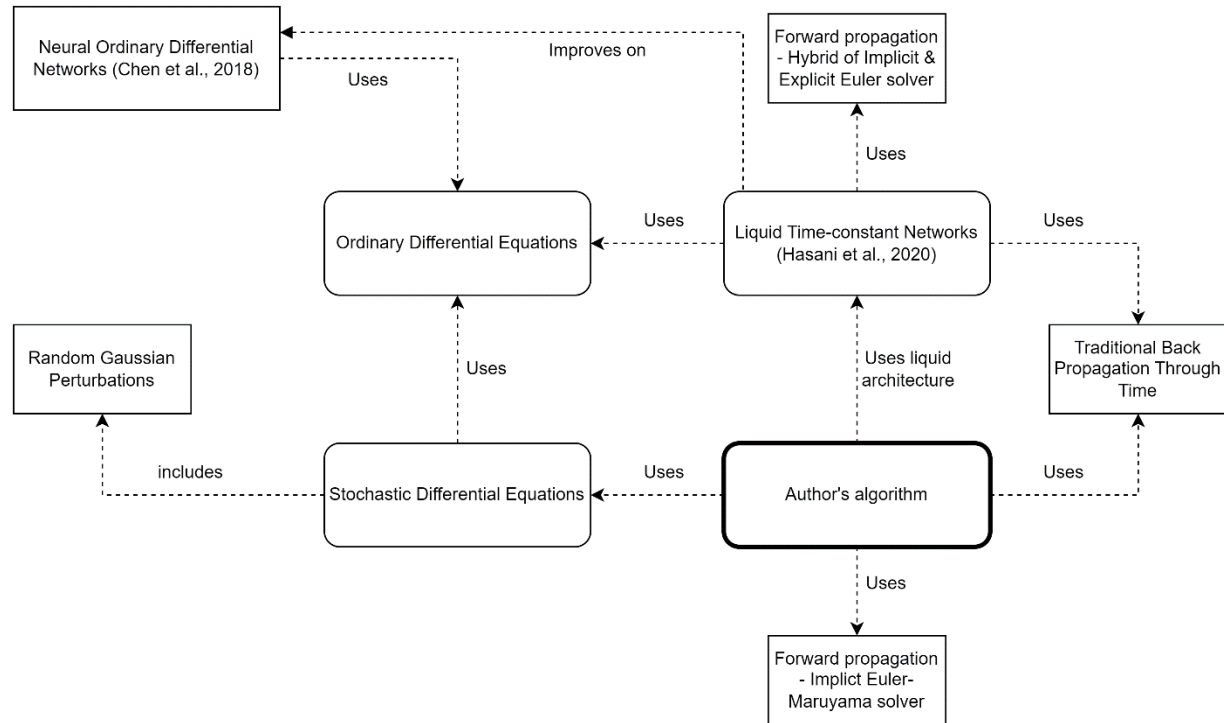 Neural Ordinary Differential
Networks (Chen et al., 2018)
Improves on
Forward propagation
- Hybrid of Implicit &
Explicit Euler solver
Uses
Uses
Ordinary Differential Equations
Uses
Liquid Time-constant Networks
(Hasani et al., 2020)
Uses
Random Gaussian
Perturbations
Uses
Uses liquid
architecture
Traditional Back
Propagation Through
Time
includes
Stochastic Differential Equations
Uses
Author's algorithm
Uses
Uses
Forward propagation
- Implict Euler-
Maruyama solver